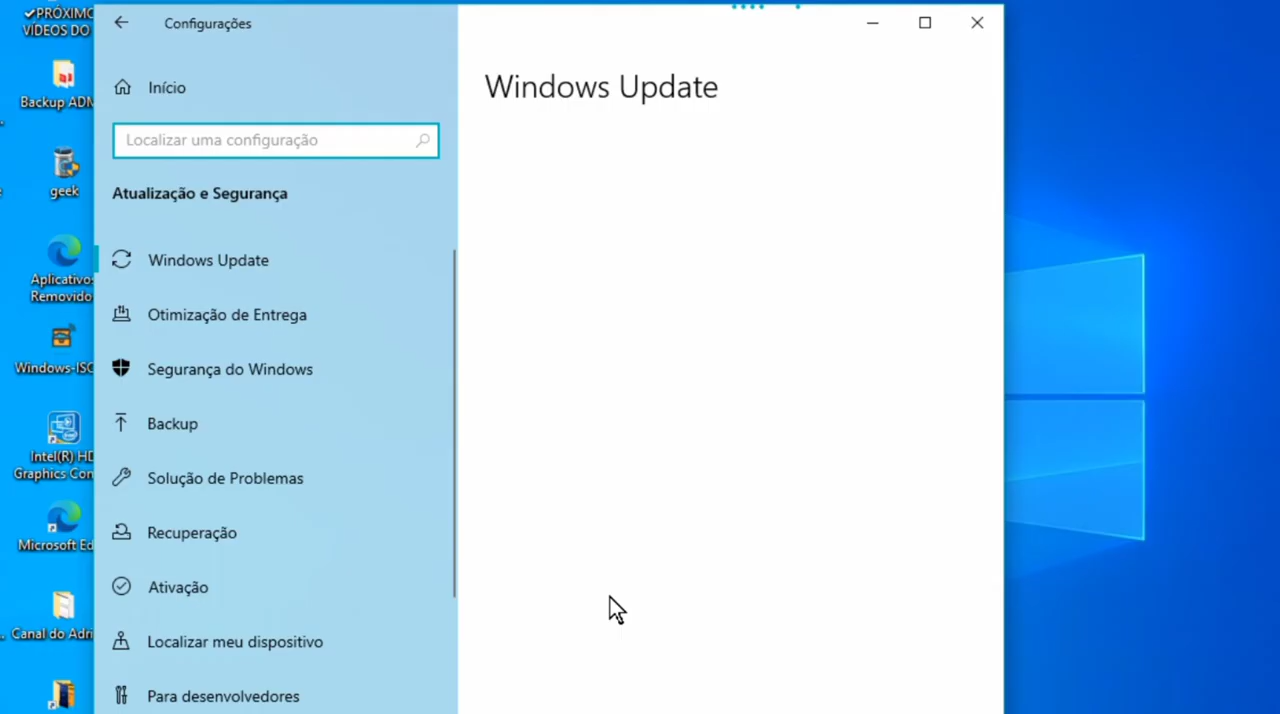 ✔PRÓXIMO
VÍDEOS DO
Backup ADM
geek
Aplicativos
Removido
Windows-ISO
Intel(R) HD
Graphics Con
Microsoft Ed
Canal do Adri
Configurações
Início
Localizar uma configuração
Atualização e Segurança
Windows Update
Otimização de Entrega
Segurança do Windows
Backup
Solução de Problemas
Recuperação
Ativação
Localizar meu dispositivo
Para desenvolvedores
Windows Update